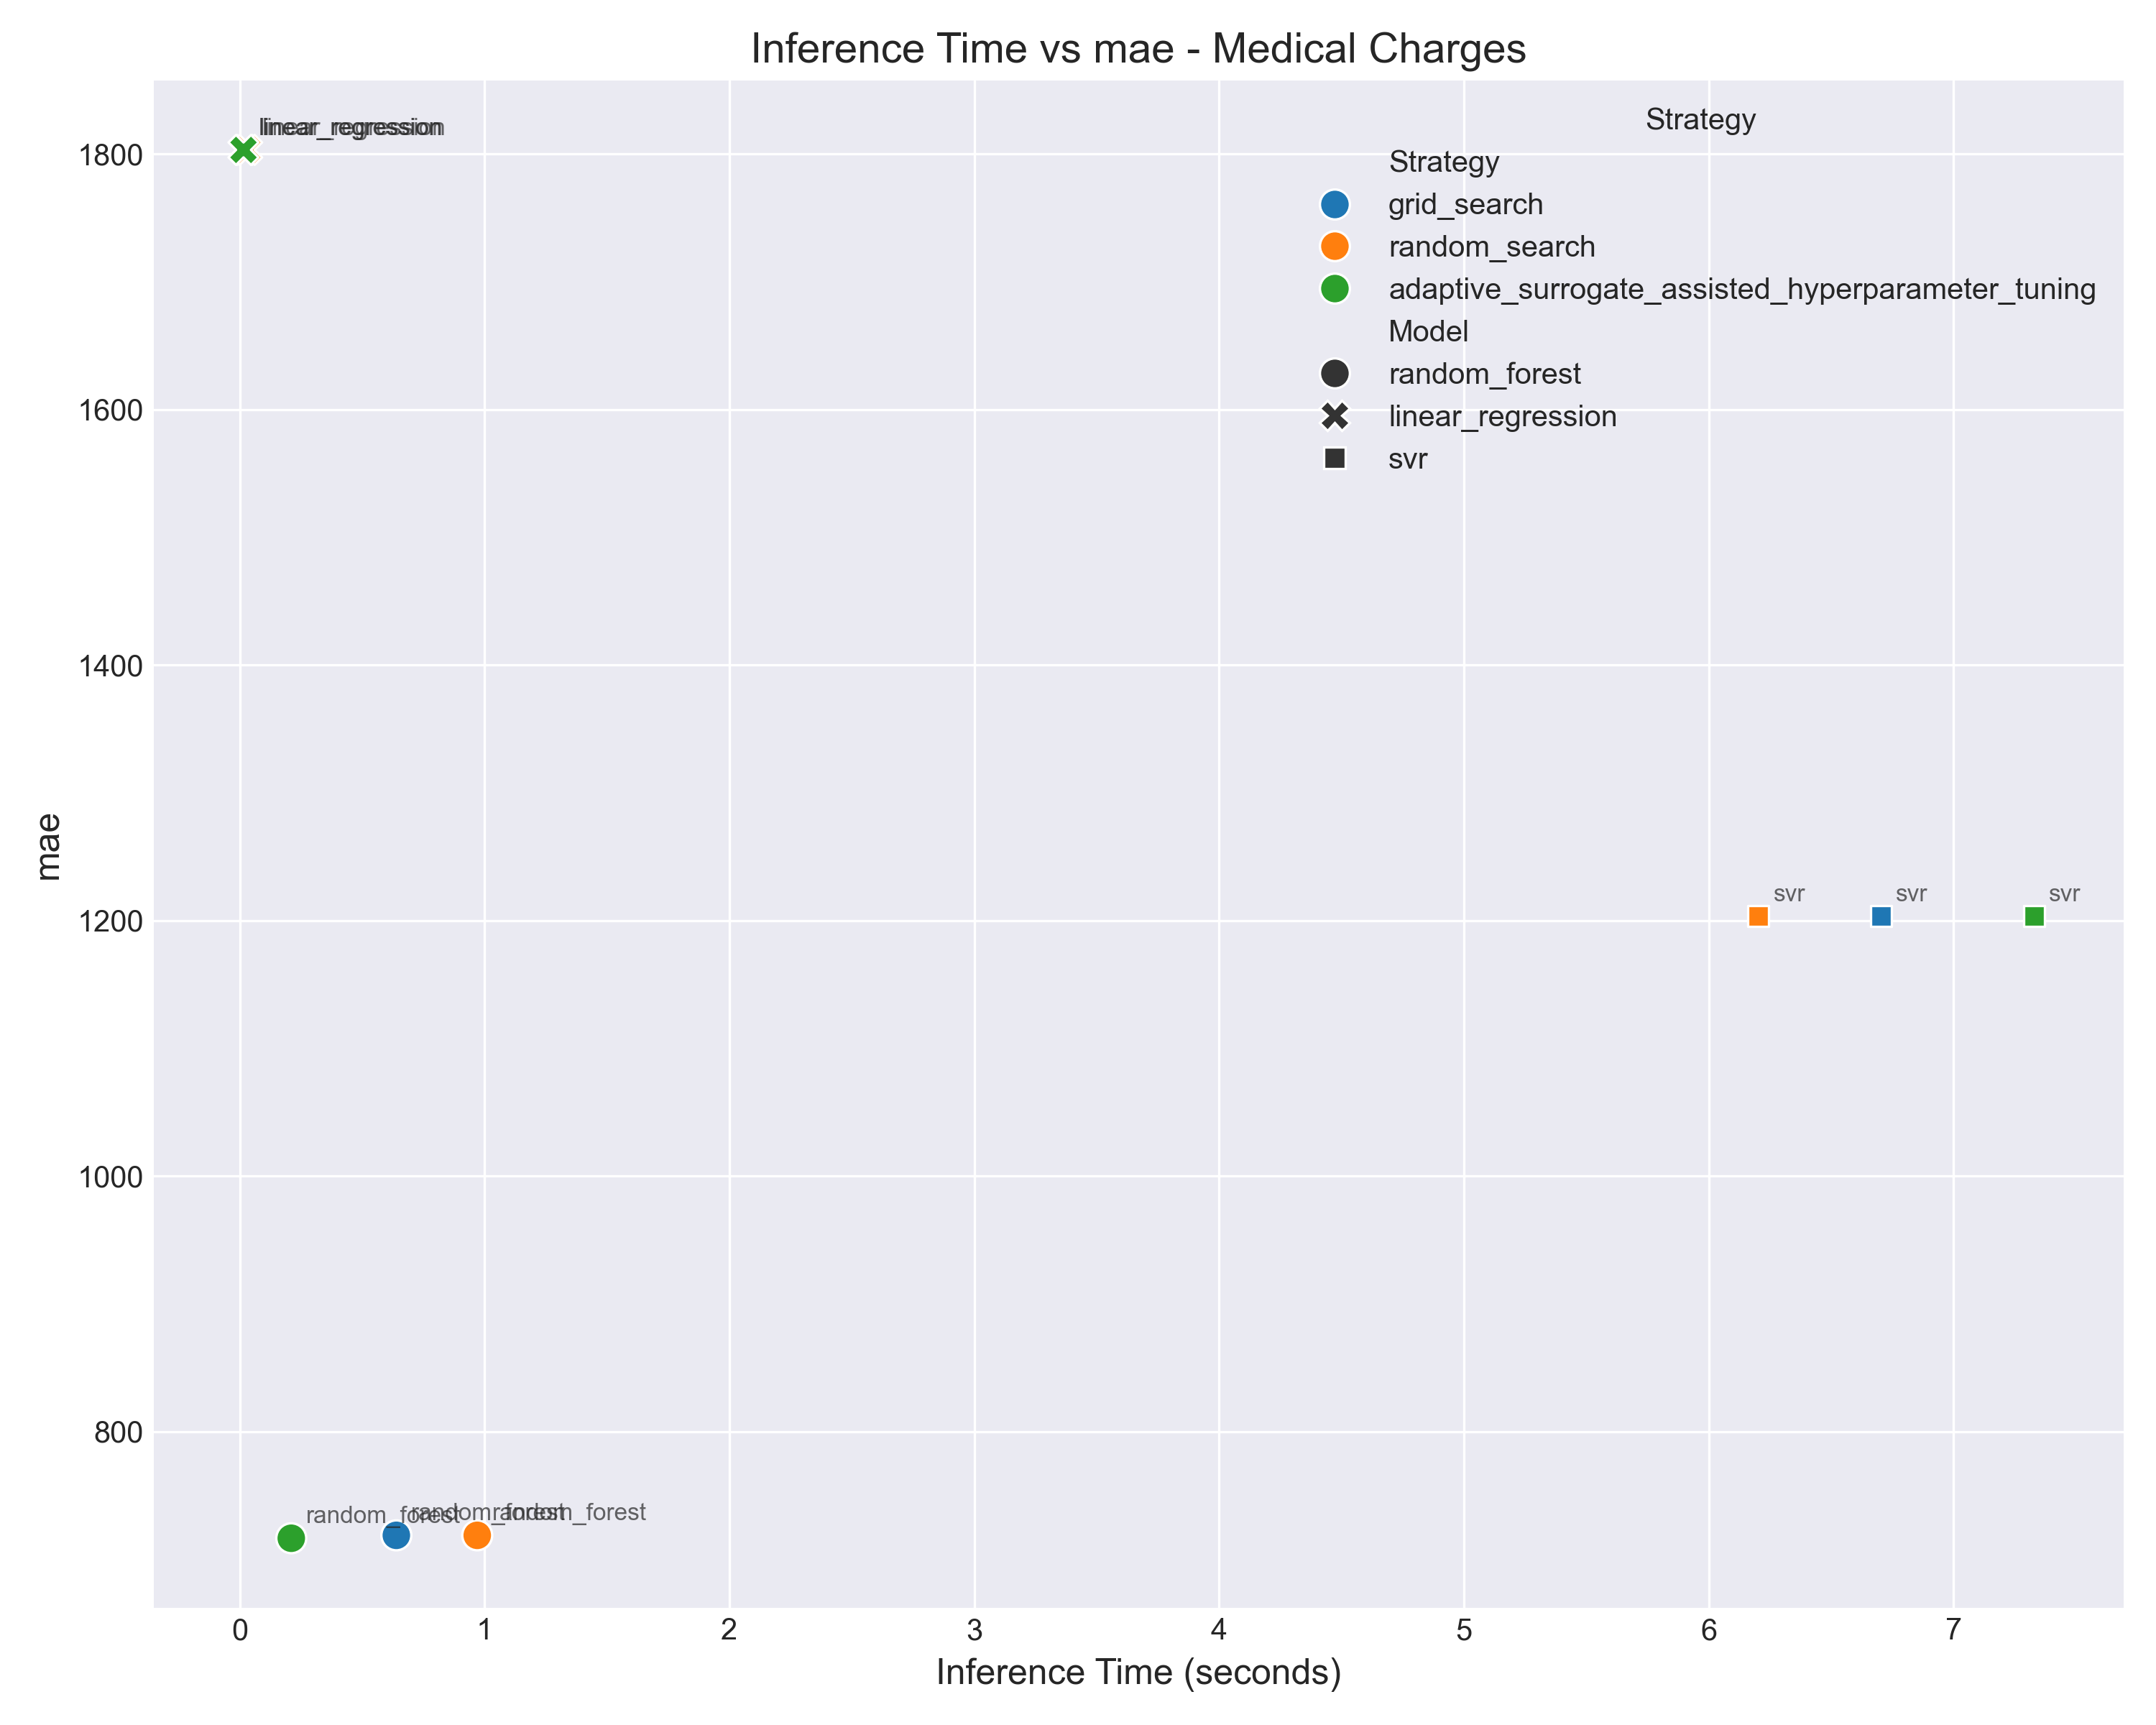 Inference Time vs mae - Medical Charges
Strategy
Strategy
grid_search
random_search
adaptive_surrogate_assisted_hyperparameter_tuning
Model
random_forest
linear_regression
svr
linear_regression
linear_regression
svr
svr
svr
random_forest
random_forest
random_forest
mae
1800
1600
1400
1200
1000
800
0
1
2
3
4
5
6
7
Inference Time (seconds)